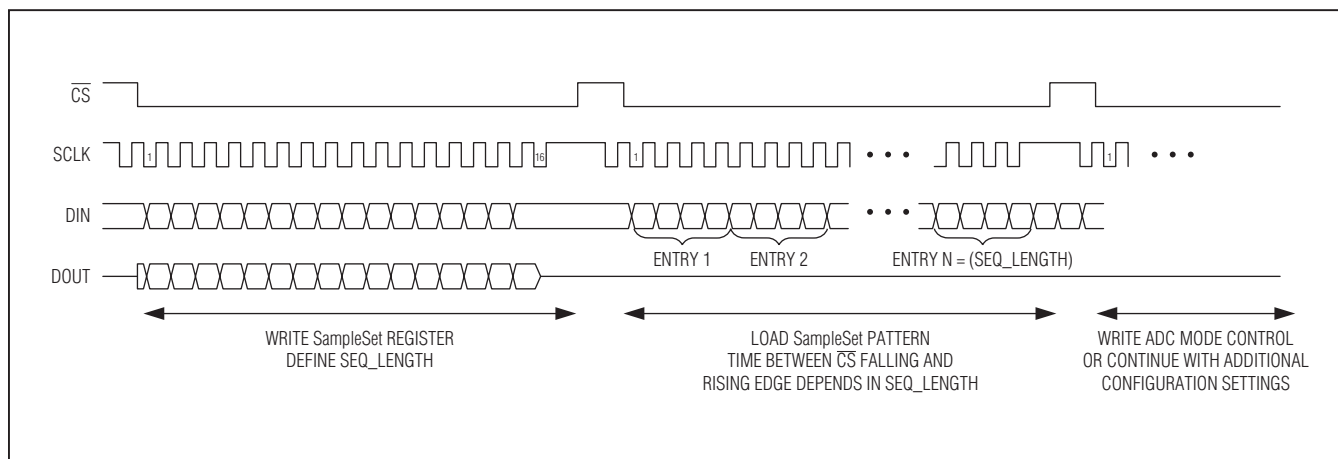 CS
SCLK
1
16
1
• • •
1
• • •
DIN
• • •
ENTRY 1
ENTRY 2
ENTRY N = (SEQ_LENGTH)
DOUT
WRITE SampleSet REGISTER
DEFINE SEQ_LENGTH
LOAD SampleSet PATTERN
TIME BETWEEN CS FALLING AND
RISING EDGE DEPENDS IN SEQ_LENGTH
WRITE ADC MODE CONTROL
OR CONTINUE WITH ADDITIONAL
CONFIGURATION SETTINGS